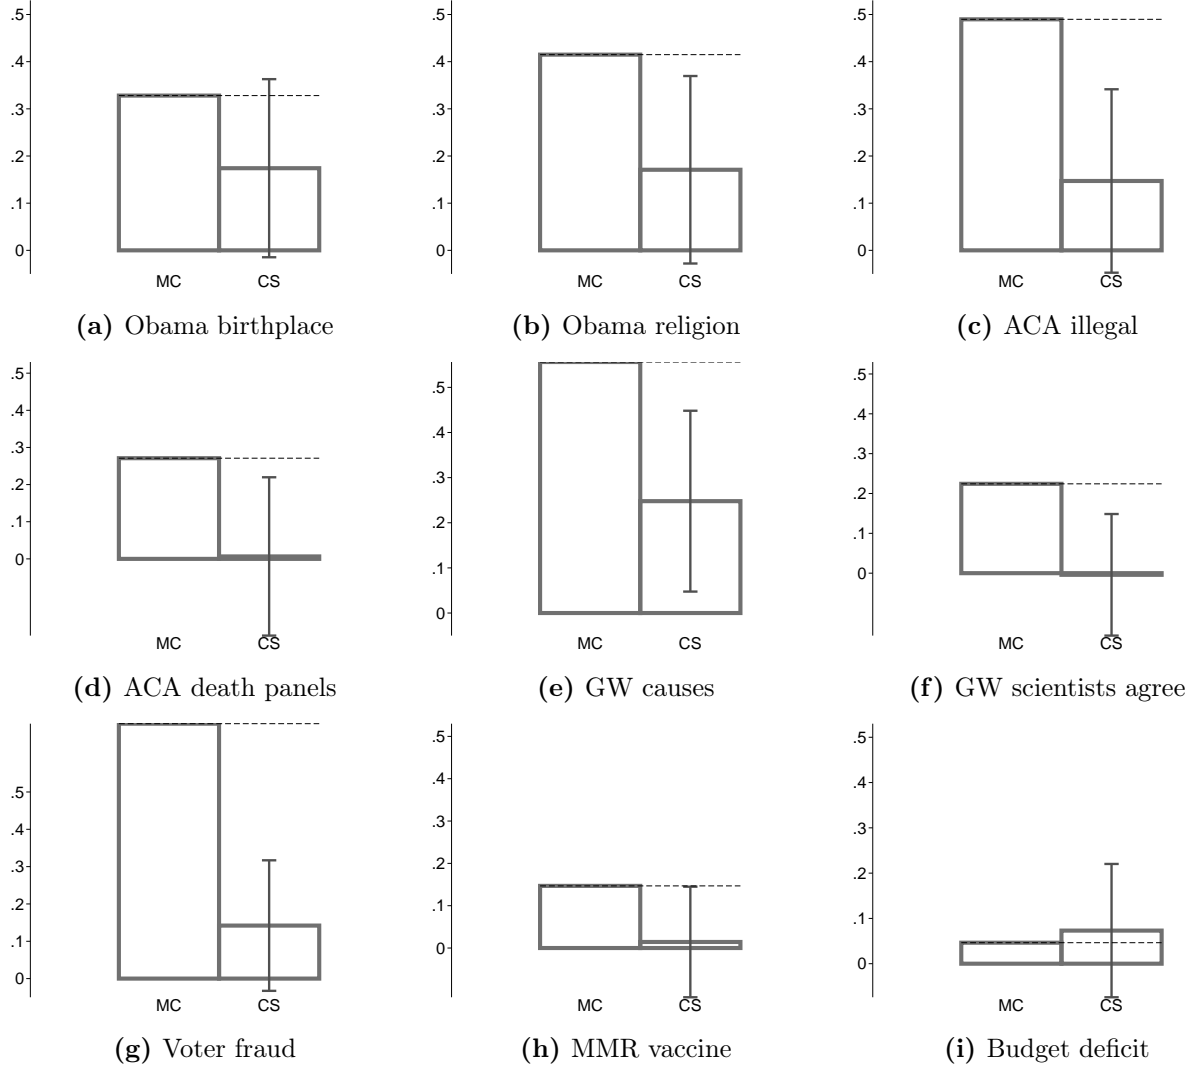 .5 .5 .5
.4 .4 .4
.3 .3 .3
.2 .2 .2
.1 .1 .1
0 0 0
MC CS MC CS MC CS
(a) Obama birthplace (b) Obama religion (c) ACA illegal
.5 .5 .5
.4 .4 .4
.3 .3 .3
.2 .2 .2
.1 .1 .1
0 0 0
MC CS MC CS MC CS
(d) ACA death panels (e) GW causes (f) GW scientists agree
.5 .5 .5
.4 .4 .4
.3 .3 .3
.2 .2 .2
.1 .1 .1
0 0 0
MC CS MC CS MC CS
(g) Voter fraud (h) MMR vaccine (i) Budget deficit